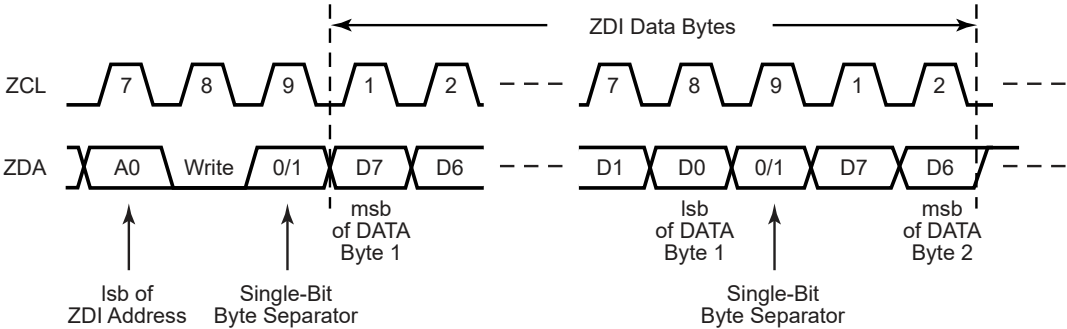 ZDI Data Bytes
ZCL 7 8 9 1 2 7 8 9 1 2
ZDA A0 Write 0/1 D7 D6 D1 D0 0/1 D7 D6
msb
of DATA
Byte 1
lsb
of DATA
Byte 1
msb
of DATA
Byte 2
lsb of
ZDI Address
Single-Bit
Byte Separator
Single-Bit
Byte Separator